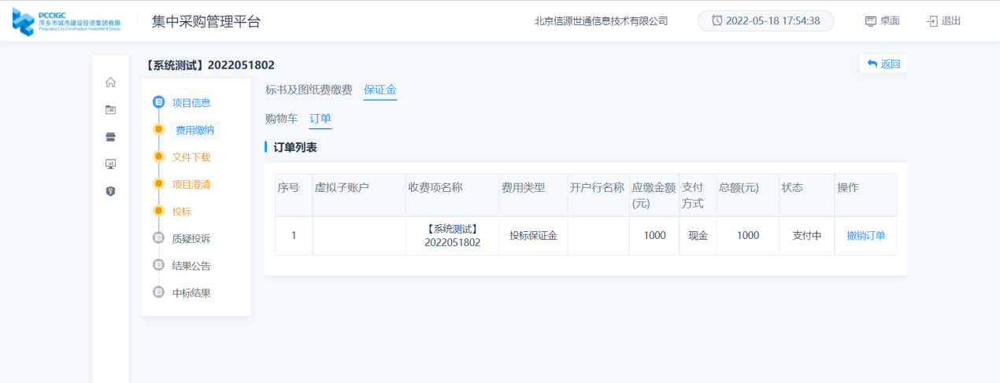 PCCIGC
萍乡市城市建设投资集团有限
Pingxiang City Construction Investment Group
集中采购管理平台
北京信源世通信息技术有限公司
2022-05-18 17:54:38
桌面
退出
【系统测试】2022051802
返回
项目信息
费用缴纳
文件下载
项目澄清
投标
质疑投诉
结果公告
中标结果
标书及图纸费缴费 保证金
购物车 订单
订单列表
序号 虚拟子账户 收费项名称 费用类型 开户行名称 应缴金额(元) 支付方式 总额(元) 状态 操作
1 【系统测试】2022051802 投标保证金 1000 现金 1000 支付中 撤销订单